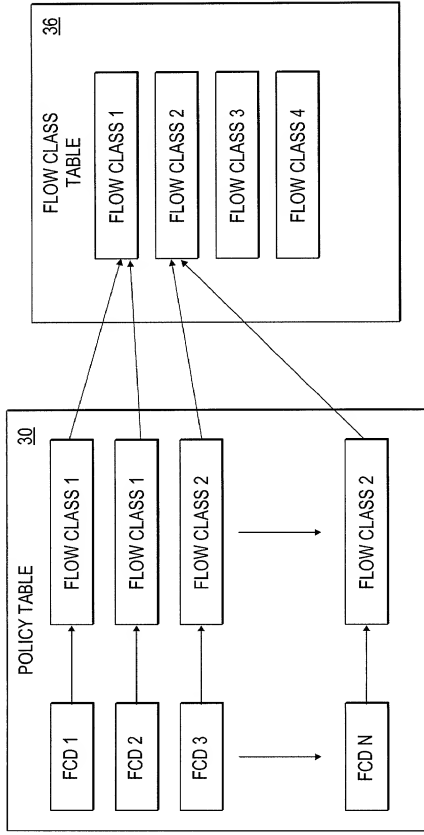 POLICY TABLE
30
FCD 1
FLOW CLASS 1
FCD 2
FLOW CLASS 1
FCD 3
FLOW CLASS 2
FCD N
FLOW CLASS 2
FLOW CLASS
TABLE
36
FLOW CLASS 1
FLOW CLASS 2
FLOW CLASS 3
FLOW CLASS 4